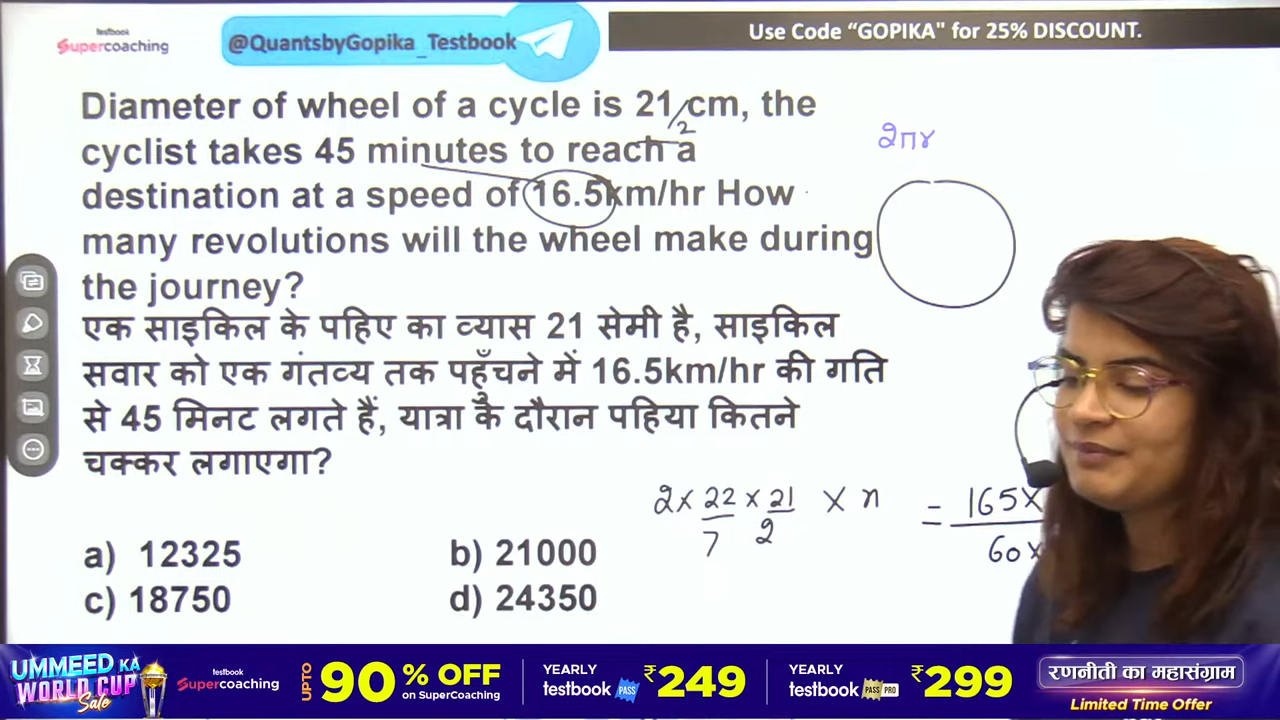 testbook
Supercoaching
@QuantsbyGopika_Testbook
Use Code “GOPIKA" for 25% DISCOUNT.
Diameter of wheel of a cycle is 21 cm, the
2
cyclist takes 45 minutes to reach a
destination at a speed of 16.5km/hr How
many revolutions will the wheel make during
the journey?
2πr
एक साइकिल के पहिए का व्यास 21 सेमी है, साइकिल
सवार को एक गंतव्य तक पहुँचने में 16.5km/hr की गति
से 45 मिनट लगते हैं, यात्रा के दौरान पहिया कितने
चक्कर लगाएगा?
2 × 22 × 21 × n = 165×
7 2 60×
a) 12325 b) 21000
c) 18750 d) 24350
UMMEED KA
WORLD CUP
Sale
testbook
Supercoaching
UPTO 90 % OFF
on SuperCoaching
YEARLY
testbook PASS ₹249
YEARLY
testbook PASS PRO ₹299
रणनीती का महासंग्राम
Limited Time Offer